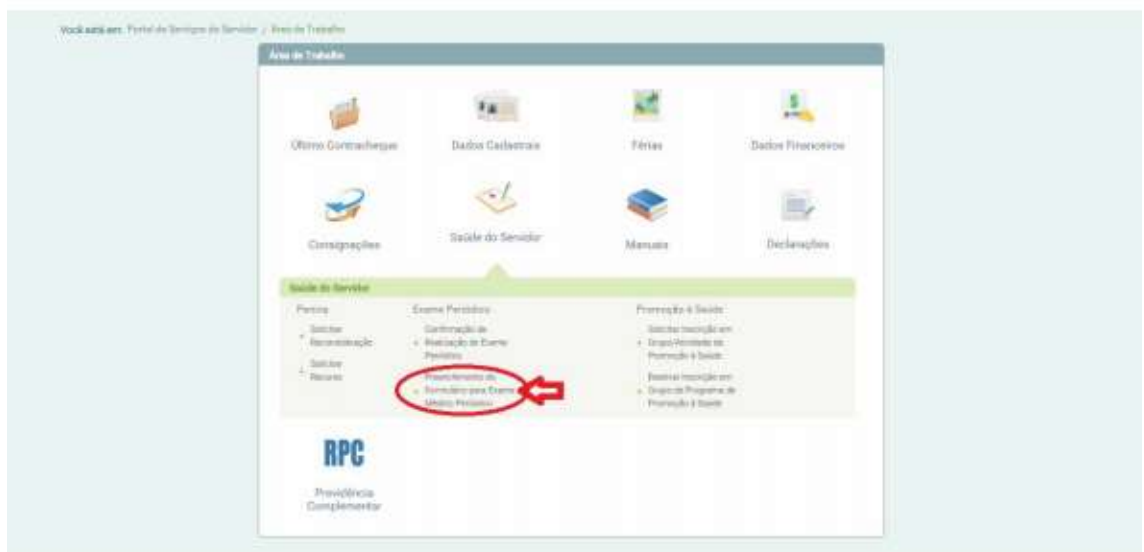 Você está em: Portal de Serviços do Servidor / Área de Trabalho
Área de Trabalho
Último Contracheque
Dados Cadastrais
Férias
Dados Financeiros
Consignações
Saúde do Servidor
Manuais
Declarações
Saúde do Servidor
Perícia
Exame Periódico
Promoção à Saúde
Solicitar
Reconsideração
Solicitar
Recurso
Confirmação de
Realização de Exame
Periódico
Preenchimento do
Formulário para Exame
Médico Periódico
Solicitar Inscrição em
Grupo/Atividade de
Promoção à Saúde
Inscrição em
Grupo de Programa de
Promoção à Saúde
RPC
Previdência
Complementar